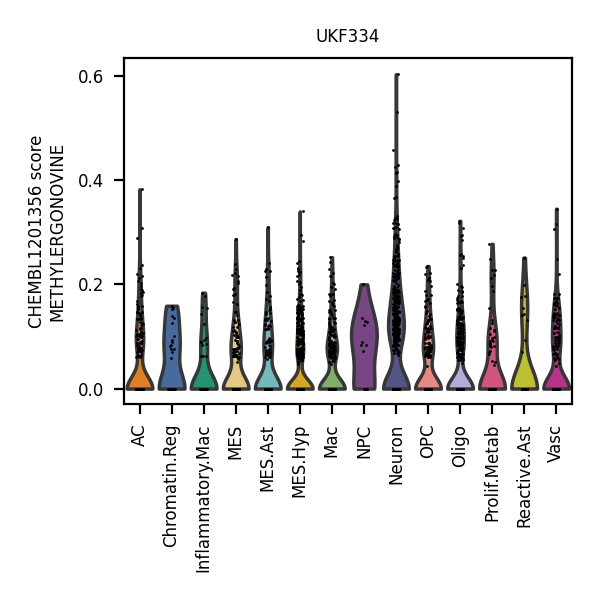 UKF334
CHEMBL1201356 score
METHYLERGONOVINE
0.6
0.4
0.2
0.0
AC
Chromatin.Reg
Inflammatory.Mac
MES
MES.Ast
MES.Hyp
Mac
NPC
Neuron
OPC
Oligo
Prolif.Metab
Reactive.Ast
Vasc